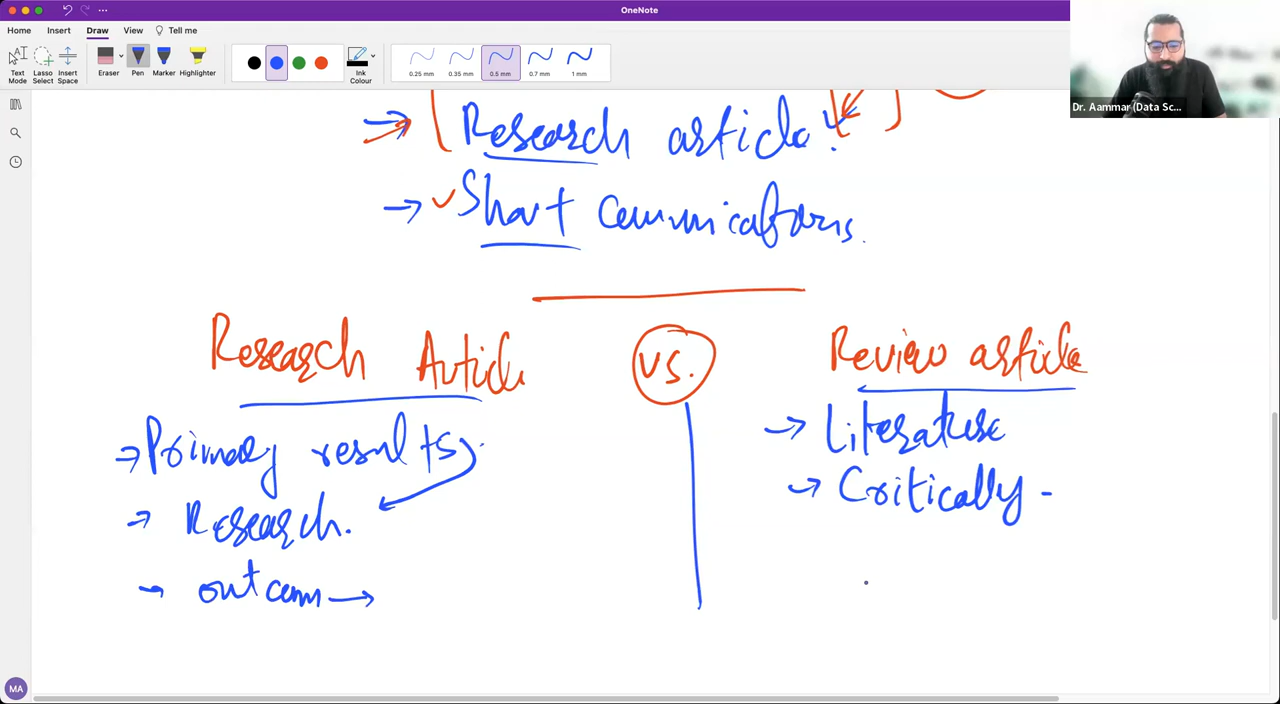 OneNote
Home Insert Draw View Tell me
Text Mode Lasso Select Insert Space Eraser Pen Marker Highlighter Ink Colour 0.25 mm 0.35 mm 0.5 mm 0.7 mm 1 mm
Dr. Aammar (Data Sc...
→ Research article
→ Short communications.
Research Article vs. Review article
→ Primary results
→ Literature
→ Critically -
→ Research.
→ outcom →
MA